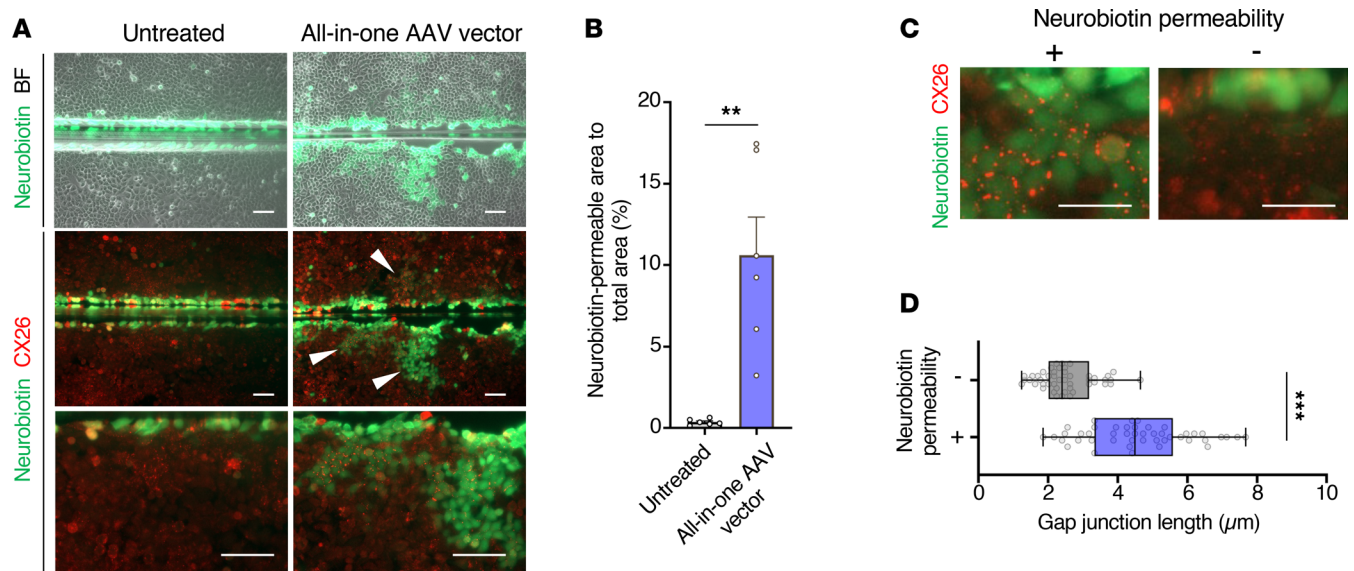 A
Untreated
All-in-one AAV vector
Neurobiotin BF
Neurobiotin CX26
B
Neurobiotin-permeable area to
total area (%)
20
15
10
5
0
**
Untreated
All-in-one AAV
vector
C
Neurobiotin permeability
+
-
Neurobiotin CX26
D
Neurobiotin
permeability
-
+
***
0
2
4
6
8
10
Gap junction length (µm)